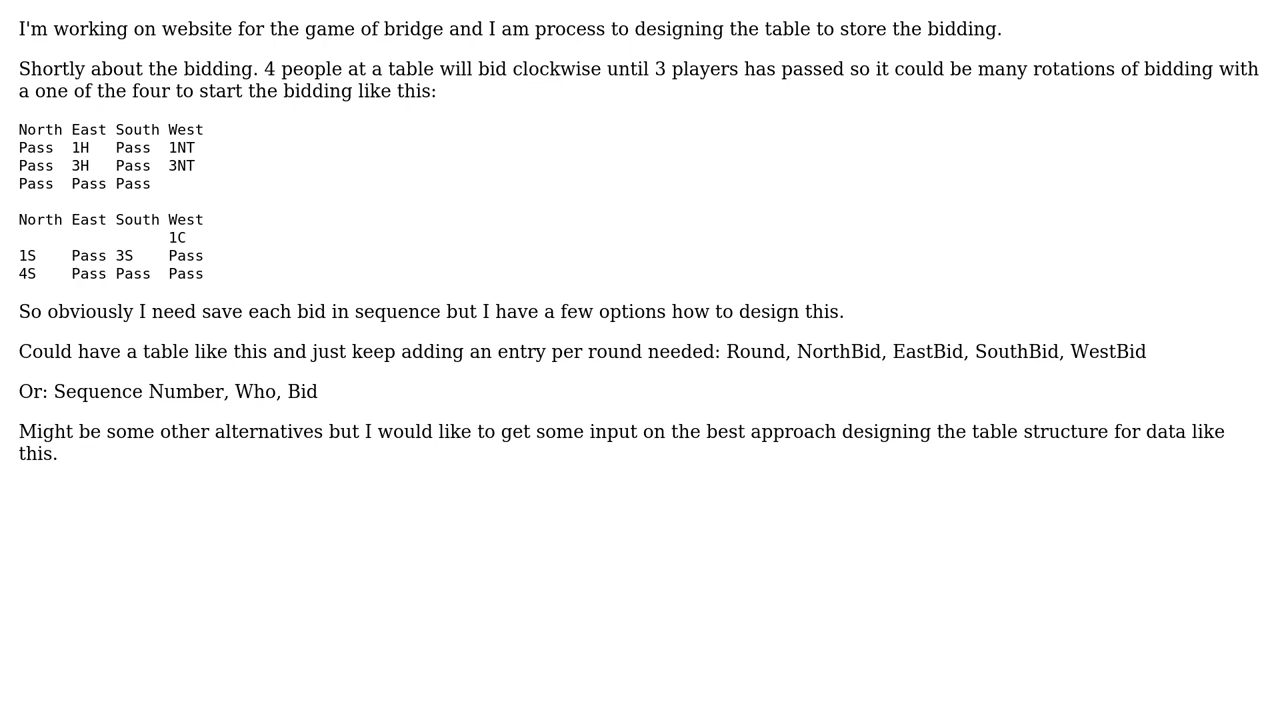 I'm working on website for the game of bridge and I am process to designing the table to store the bidding.
Shortly about the bidding. 4 people at a table will bid clockwise until 3 players has passed so it could be many rotations of bidding with
a one of the four to start the bidding like this:
North East South West
Pass 1H Pass 1NT
Pass 3H Pass 3NT
Pass Pass Pass
North East South West
1C
1S Pass 3S Pass
4S Pass Pass Pass
So obviously I need save each bid in sequence but I have a few options how to design this.
Could have a table like this and just keep adding an entry per round needed: Round, NorthBid, EastBid, SouthBid, WestBid
Or: Sequence Number, Who, Bid
Might be some other alternatives but I would like to get some input on the best approach designing the table structure for data like
this.